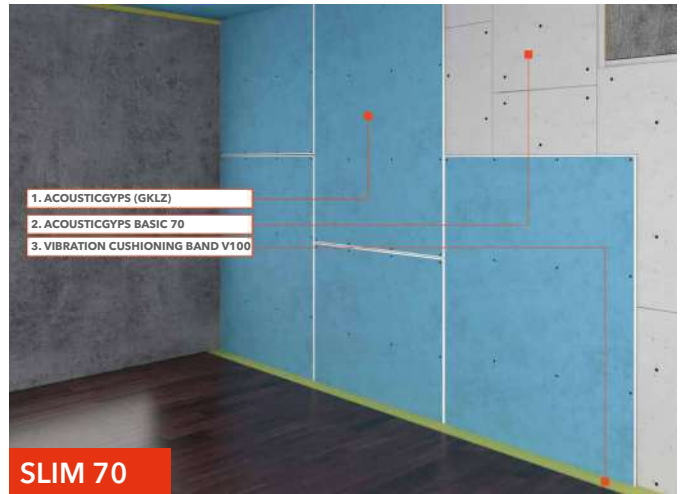 1. ACOUSTICGYPS (GKLZ)
2. ACOUSTICGYPS BASIC 70
3. VIBRATION CUSHIONING BAND V100
SLIM 70